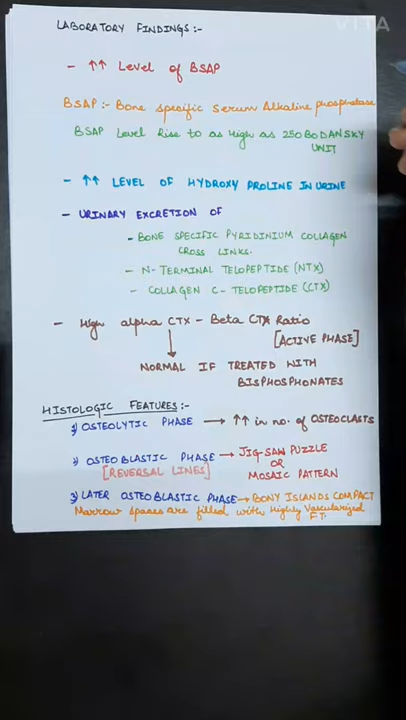 VITA
LABORATORY FINDINGS:-
- ↑↑ Level of BSAP
BSAP:- Bone specific Serum Alkaline phosphatase
BSAP Level Rise to as High as 250 BODANSKY
UNIT
- ↑↑ LEVEL OF HYDROXY PROLINE IN URINE
- URINARY EXCRETION OF
- BONE SPECIFIC PYRIDINIUM COLLAGEN
CROSS LINKS.
- N-TERMINAL TELOPEPTIDE (NTX)
- COLLAGEN C-TELOPEPTIDE (CTX)
- High alpha CTX - Beta CTX Ratio
[ACTIVE PHASE]
NORMAL IF TREATED WITH
BISPHOSPHONATES
HISTOLOGIC FEATURES:-
1) OSTEOLYTIC PHASE → ↑↑ in no. of OSTEOCLASTS
2) OSTEOBLASTIC PHASE → JIG-SAW PUZZLE
[REVERSAL LINES] OR
MOSAIC PATTERN
3) LATER OSTEOBLASTIC PHASE → BONY ISLANDS COMPACT
Marrow spaces are filled with Highly Vascularized
F.T.